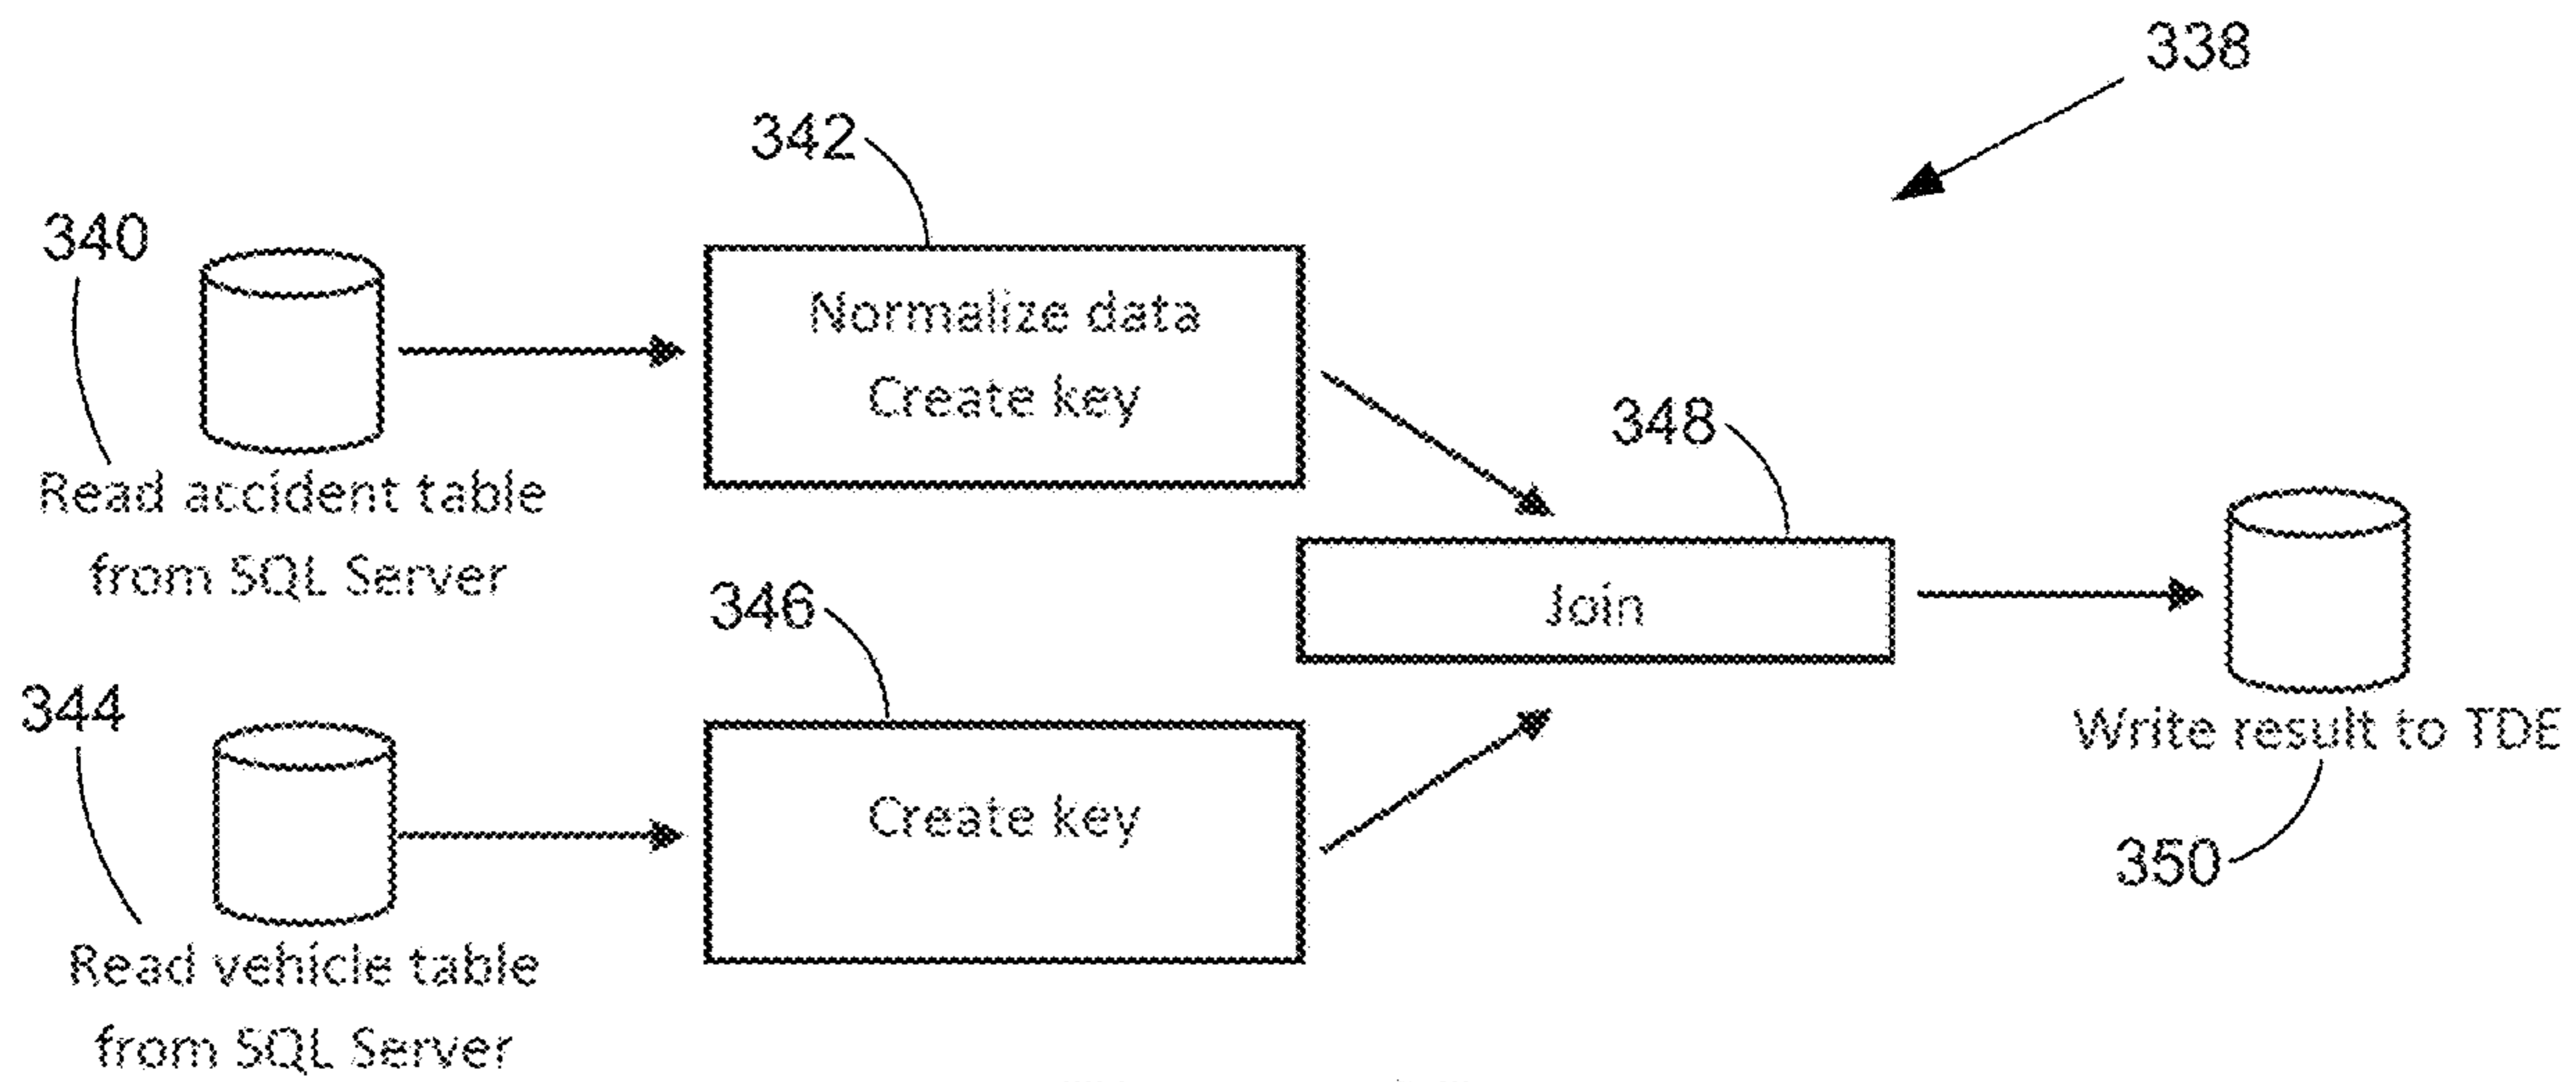 338
342
340
Normalize data
Create key
348
Read accident table
from SQL Server
346
Join
344
Write result to TDE
Create key
350
Read vehicle table
from SQL Server